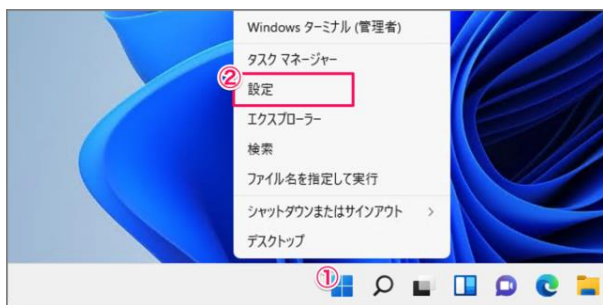 Windows ターミナル (管理者)
タスク マネージャー
②
設定
エクスプローラー
検索
ファイル名を指定して実行
シャットダウンまたはサインアウト >
デスクトップ
①